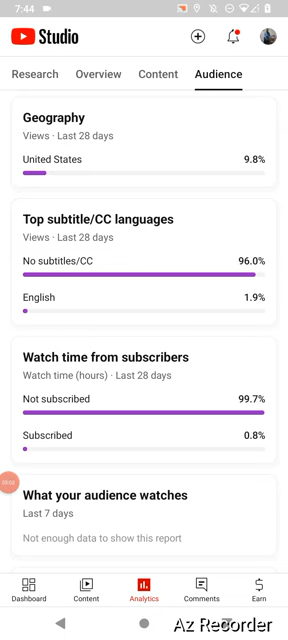 7:44
Studio
Research Overview Content Audience
Geography
Views · Last 28 days
United States 9.8%
Top subtitle/CC languages
Views · Last 28 days
No subtitles/CC 96.0%
English 1.9%
Watch time from subscribers
Watch time (hours) · Last 28 days
Not subscribed 99.7%
Subscribed 0.8%
What your audience watches
Last 7 days
Not enough data to show this report
Dashboard Content Analytics Comments Earn
Az Recorder